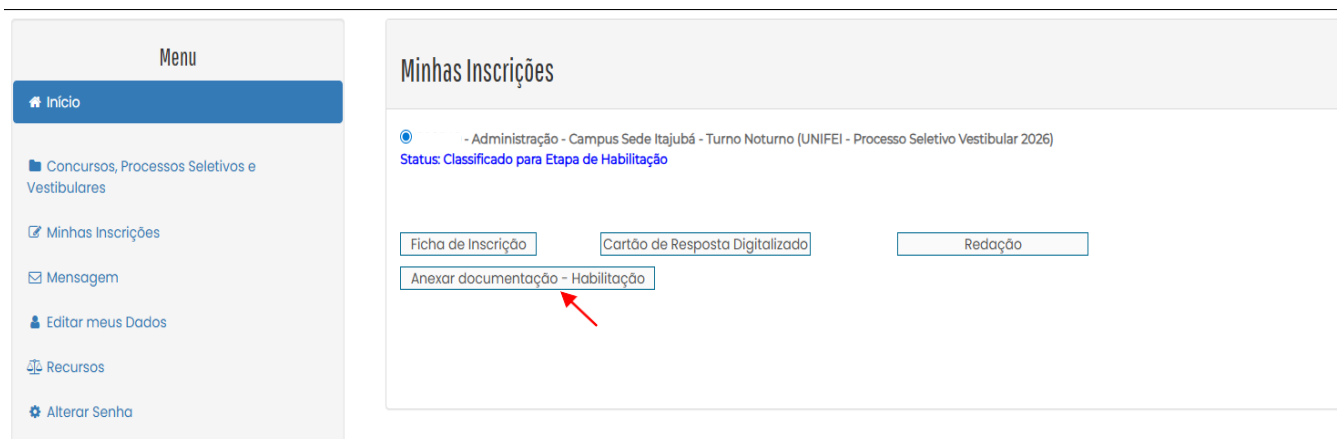 Menu
Início
Concursos, Processos Seletivos e
Vestibulares
Minhas Inscrições
Mensagem
Editar meus Dados
Recursos
Alterar Senha
Minhas Inscrições
- Administração - Campus Sede Itajubá - Turno Noturno (UNIFEI - Processo Seletivo Vestibular 2026)
Status: Classificado para Etapa de Habilitação
Ficha de Inscrição
Cartão de Resposta Digitalizado
Redação
Anexar documentação - Habilitação